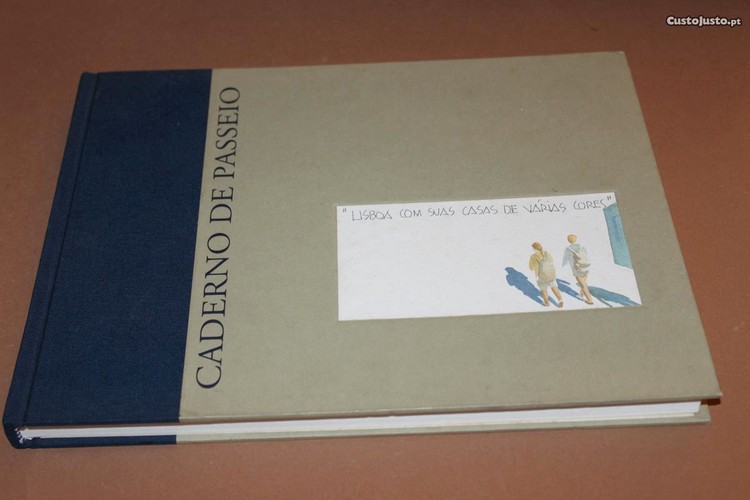 CustoJusto.pt
CADERNO DE PASSEIO
"LISBOA COM SUAS CASAS DE VÁRIAS CORES"